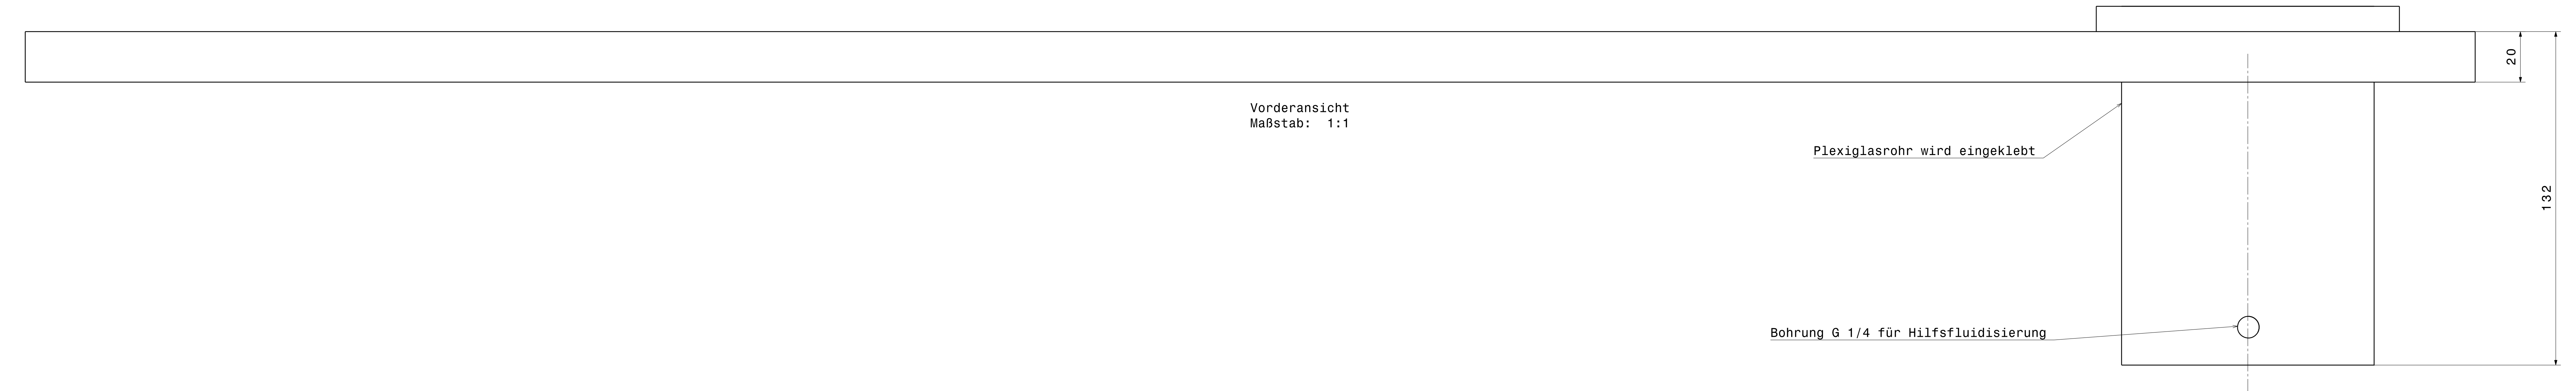 20
Vorderansicht
Maßstab:  1:1
Plexiglasrohr wird eingeklebt
132
Bohrung G 1/4 für Hilfsfluidisierung